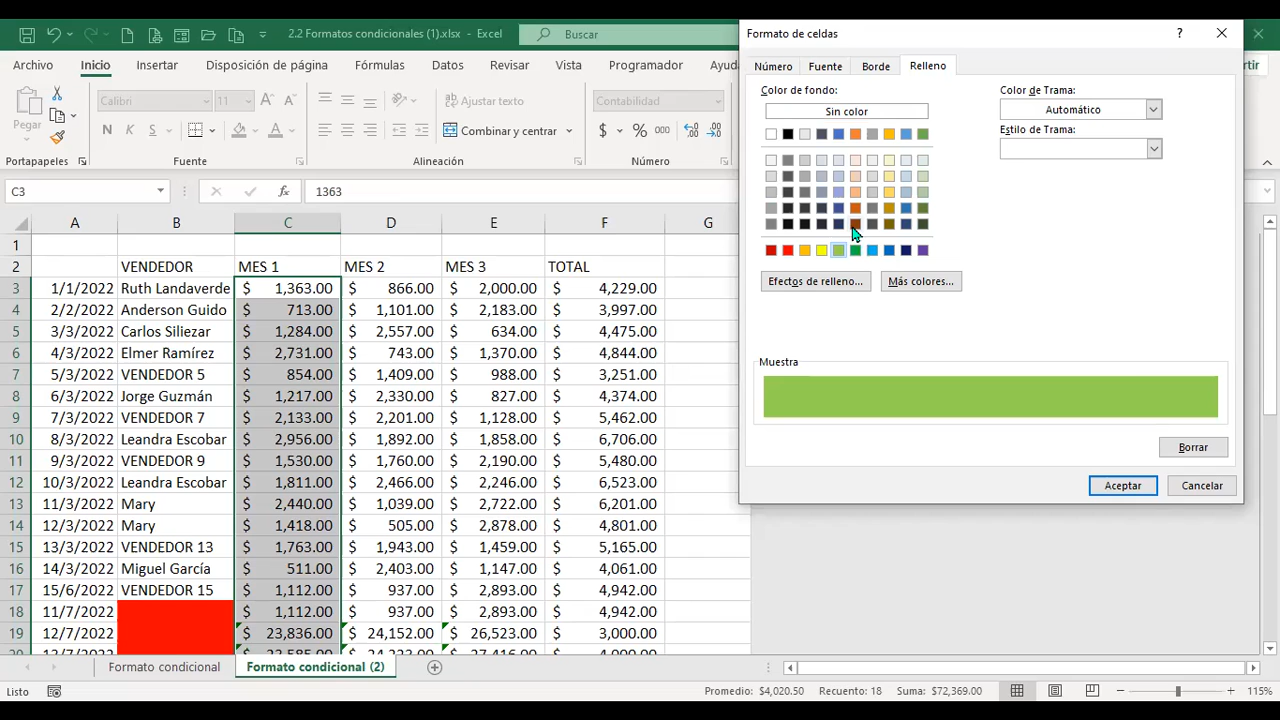 2.2 Formatos condicionales (1).xlsx - Excel
Buscar
Archivo Inicio Insertar Disposición de página Fórmulas Datos Revisar Vista Programador Ayuda
Pegar
Calibri 11
N K S
Ajustar texto
Combinar y centrar
Contabilidad
$ % 000
Portapapeles Fuente Alineación Número
C3 fx 1363
A B C D E F G
1
2 VENDEDOR MES 1 MES 2 MES 3 TOTAL
3 1/1/2022 Ruth Landaverde $ 1,363.00 $ 866.00 $ 2,000.00 $ 4,229.00
4 2/2/2022 Anderson Guido $ 713.00 $ 1,101.00 $ 2,183.00 $ 3,997.00
5 3/3/2022 Carlos Siliezar $ 1,284.00 $ 2,557.00 $ 634.00 $ 4,475.00
6 4/3/2022 Elmer Ramírez $ 2,731.00 $ 743.00 $ 1,370.00 $ 4,844.00
7 5/3/2022 VENDEDOR 5 $ 854.00 $ 1,409.00 $ 988.00 $ 3,251.00
8 6/3/2022 Jorge Guzmán $ 1,217.00 $ 2,330.00 $ 827.00 $ 4,374.00
9 7/3/2022 VENDEDOR 7 $ 2,133.00 $ 2,201.00 $ 1,128.00 $ 5,462.00
10 8/3/2022 Leandra Escobar $ 2,956.00 $ 1,892.00 $ 1,858.00 $ 6,706.00
11 9/3/2022 VENDEDOR 9 $ 1,530.00 $ 1,760.00 $ 2,190.00 $ 5,480.00
12 10/3/2022 Leandra Escobar $ 1,811.00 $ 2,466.00 $ 2,246.00 $ 6,523.00
13 11/3/2022 Mary $ 2,440.00 $ 1,039.00 $ 2,722.00 $ 6,201.00
14 12/3/2022 Mary $ 1,418.00 $ 505.00 $ 2,878.00 $ 4,801.00
15 13/3/2022 VENDEDOR 13 $ 1,763.00 $ 1,943.00 $ 1,459.00 $ 5,165.00
16 14/3/2022 Miguel García $ 511.00 $ 2,403.00 $ 1,147.00 $ 4,061.00
17 15/6/2022 VENDEDOR 15 $ 1,112.00 $ 937.00 $ 2,893.00 $ 4,942.00
18 11/7/2022 $ 1,112.00 $ 937.00 $ 2,893.00 $ 4,942.00
19 12/7/2022 $ 23,836.00 $ 24,152.00 $ 26,523.00 $ 3,000.00
Formato condicional Formato condicional (2)
Listo Promedio: $4,020.50 Recuento: 18 Suma: $72,369.00 115%
Formato de celdas ?
Número Fuente Borde Relleno
Color de fondo:
Sin color
Efectos de relleno... Más colores...
Color de Trama:
Automático
Estilo de Trama:
Muestra
Borrar
Aceptar Cancelar